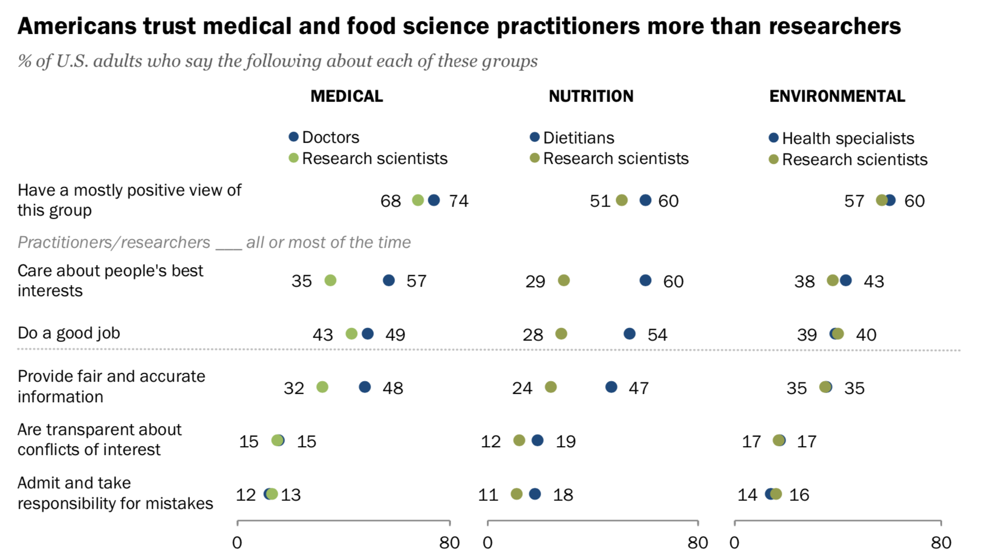 Americans trust medical and food science practitioners more than researchers
% of U.S. adults who say the following about each of these groups
MEDICAL NUTRITION ENVIRONMENTAL
Doctors Dietitians Health specialists
Research scientists Research scientists Research scientists
Have a mostly positive view of
this group
68 74 51 60 57 60
Practitioners/researchers ___ all or most of the time
Care about people's best
interests
35 57 29 60 38 43
Do a good job 43 49 28 54 39 40
Provide fair and accurate
information
32 48 24 47 35 35
Are transparent about
conflicts of interest
15 15 12 19 17 17
Admit and take
responsibility for mistakes
12 13 11 18 14 16
0 80 0 80 0 80